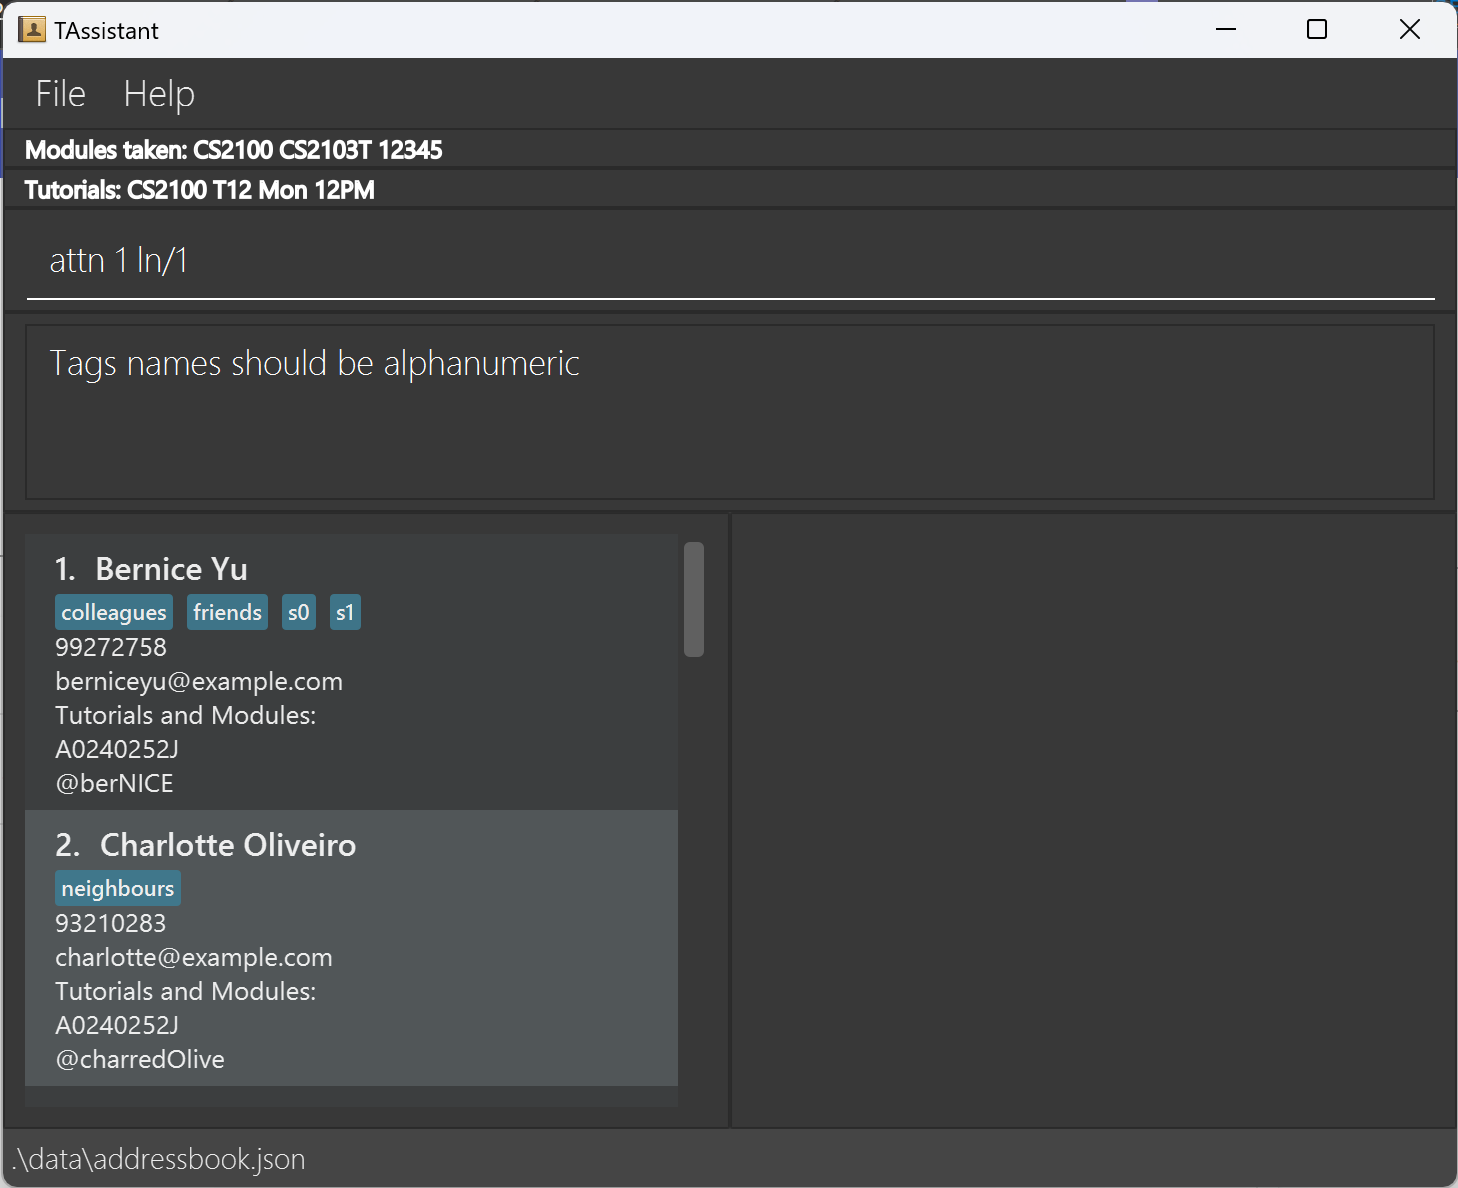 TAssistant
File Help
Modules taken: CS2100 CS2103T 12345
Tutorials: CS2100 T12 Mon 12PM
attn 1 ln/1
Tags names should be alphanumeric
1. Bernice Yu
colleagues friends s0 s1
99272758
berniceyu@example.com
Tutorials and Modules:
A0240252J
@berNICE
2. Charlotte Oliveiro
neighbours
93210283
charlotte@example.com
Tutorials and Modules:
A0240252J
@charredOlive
.\data\addressbook.json